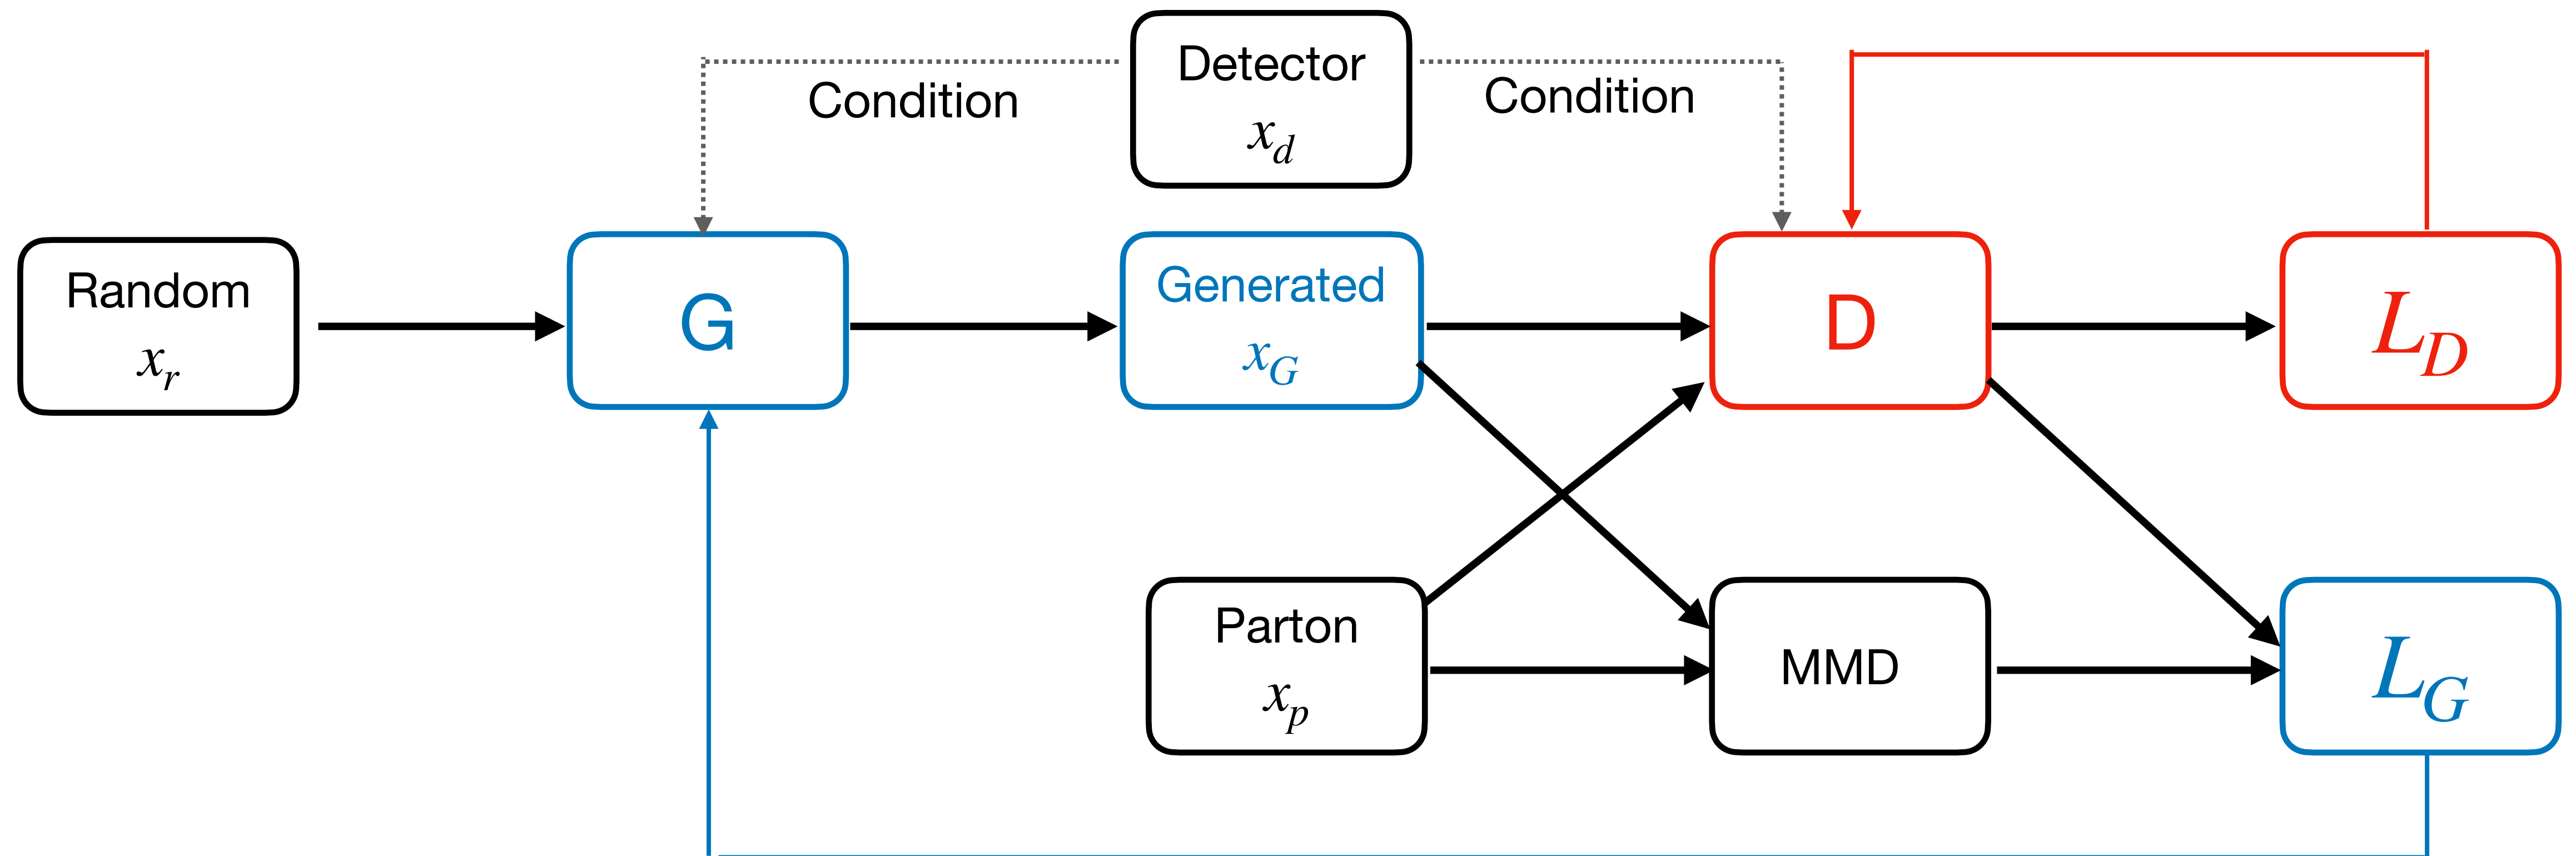 Detector
x_d
Condition
Condition
Random
x_r
G
Generated
x_G
D
L_D
Parton
x_p
MMD
L_G